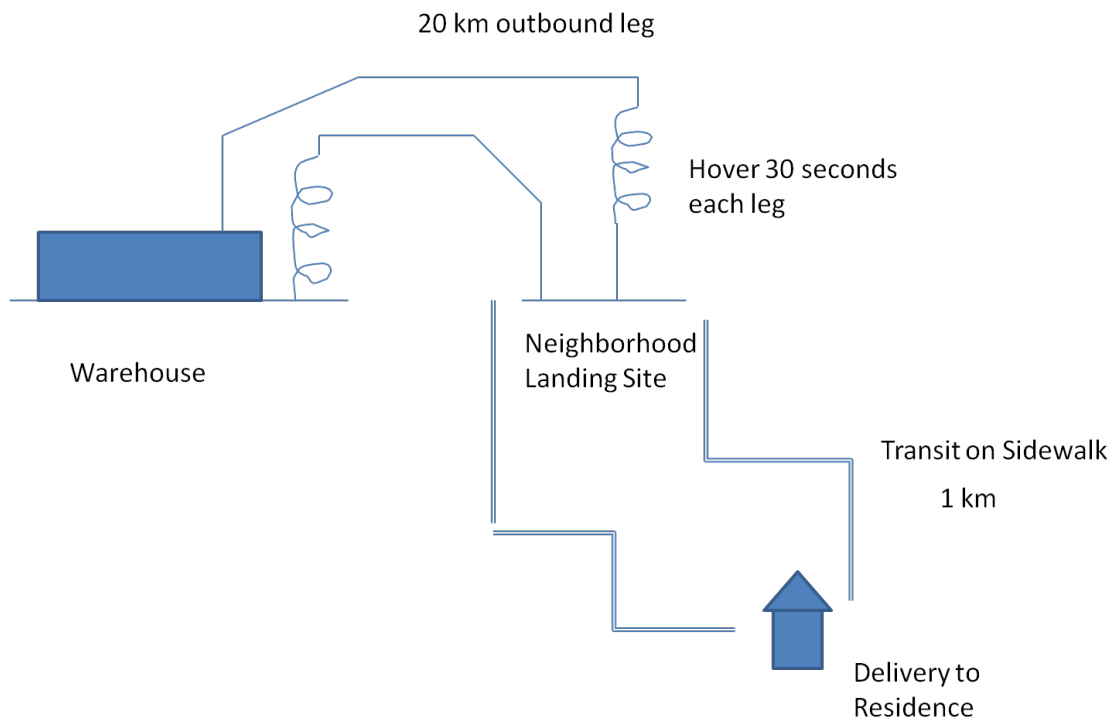 20 km outbound leg
Hover 30 seconds
each leg
Warehouse
Neighborhood
Landing Site
Transit on Sidewalk
1 km
Delivery to
Residence